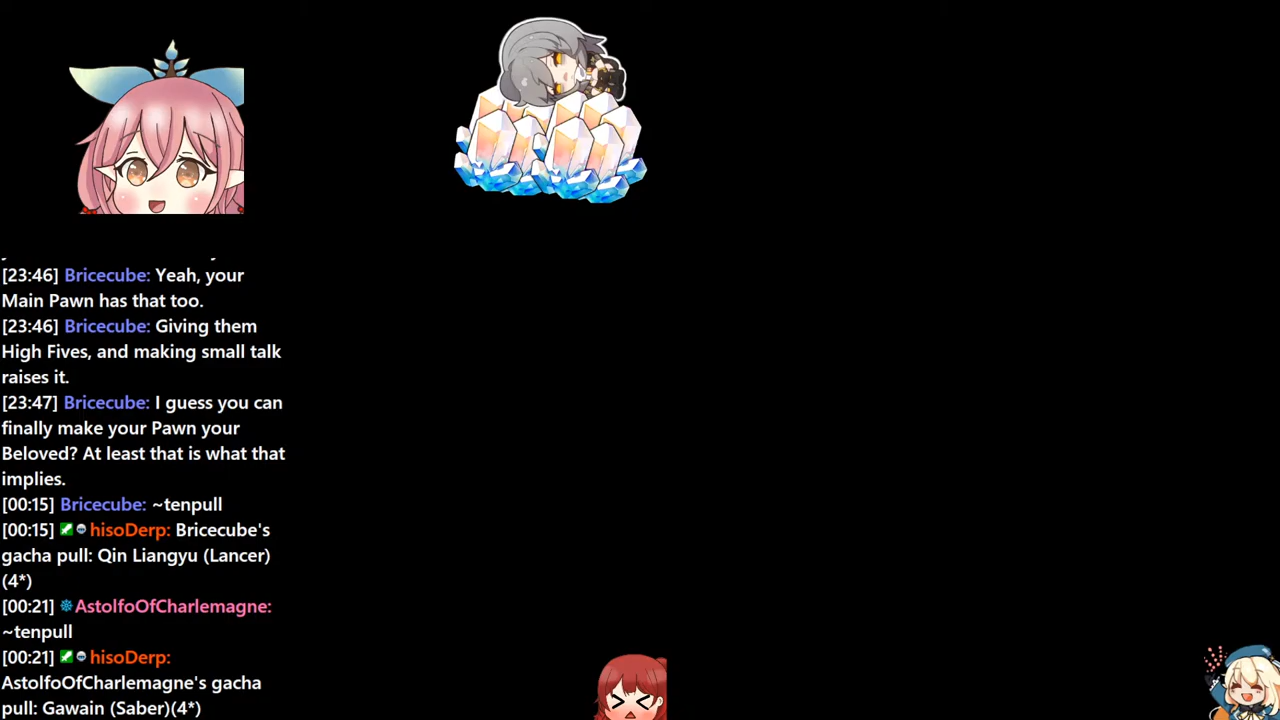 [23:46] Bricecube: Yeah, your
Main Pawn has that too.
[23:46] Bricecube: Giving them
High Fives, and making small talk
raises it.
[23:47] Bricecube: I guess you can
finally make your Pawn your
Beloved? At least that is what that
implies.
[00:15] Bricecube: ~tenpull
[00:15] hisoDerp: Bricecube's
gacha pull: Qin Liangyu (Lancer)
(4*)
[00:21] AstolfoOfCharlemagne:
~tenpull
[00:21] hisoDerp:
AstolfoOfCharlemagne's gacha
pull: Gawain (Saber)(4*)